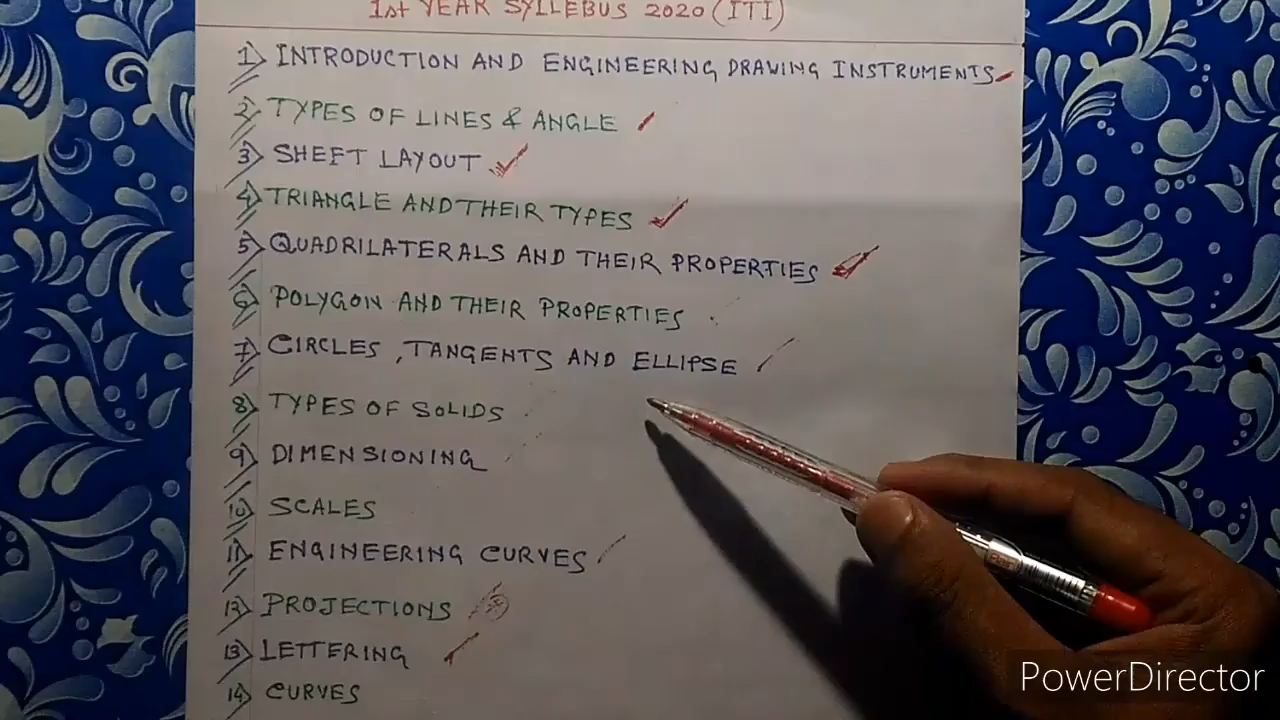 1st YEAR SYLLEBUS 2020 (ITI)
1) INTRODUCTION AND ENGINEERING DRAWING INSTRUMENTS
2) TYPES OF LINES & ANGLE
3) SHEET LAYOUT
4) TRIANGLE AND THEIR TYPES
5) QUADRILATERALS AND THEIR PROPERTIES
6) POLYGON AND THEIR PROPERTIES
7) CIRCLES, TANGENTS AND ELLIPSE
8) TYPES OF SOLIDS
9) DIMENSIONING
10) SCALES
11) ENGINEERING CURVES
12) PROJECTIONS
13) LETTERING
14) CURVES
PowerDirector